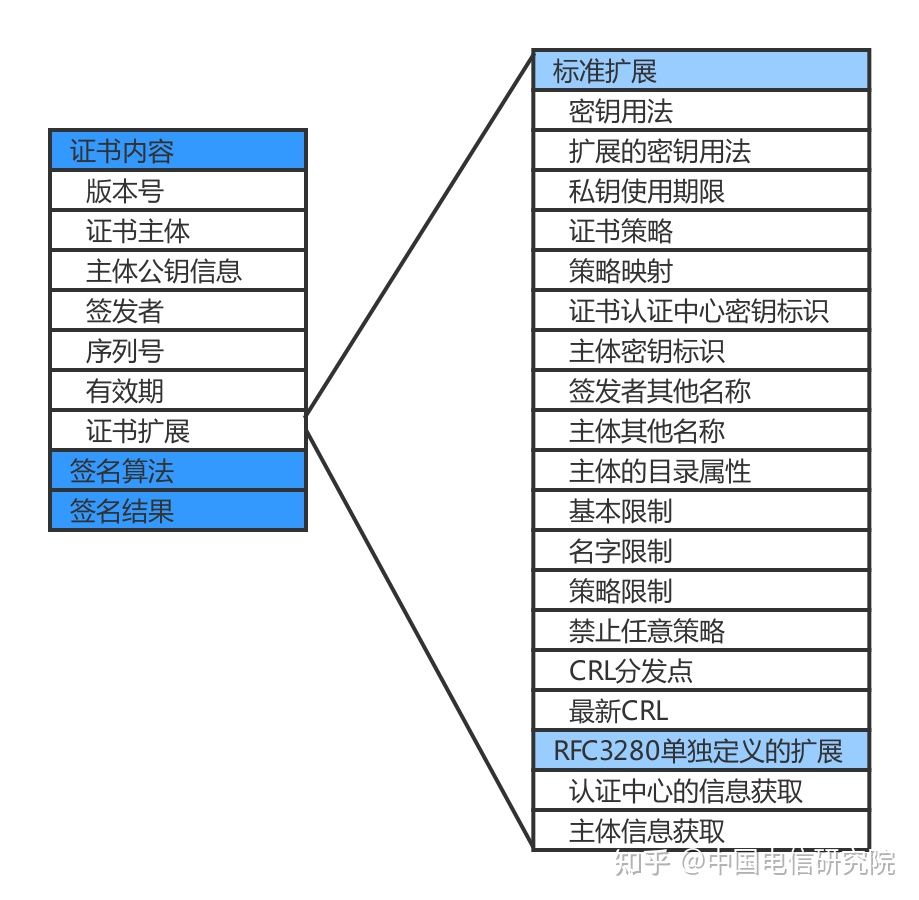 证书内容
版本号
证书主体
主体公钥信息
签发者
序列号
有效期
证书扩展
签名算法
签名结果
标准扩展
密钥用法
扩展的密钥用法
私钥使用期限
证书策略
策略映射
证书认证中心密钥标识
主体密钥标识
签发者其他名称
主体其他名称
主体的目录属性
基本限制
名字限制
策略限制
禁止任意策略
CRL分发点
最新CRL
RFC3280单独定义的扩展
认证中心的信息获取
主体信息获取
知乎 @中国电信研究院